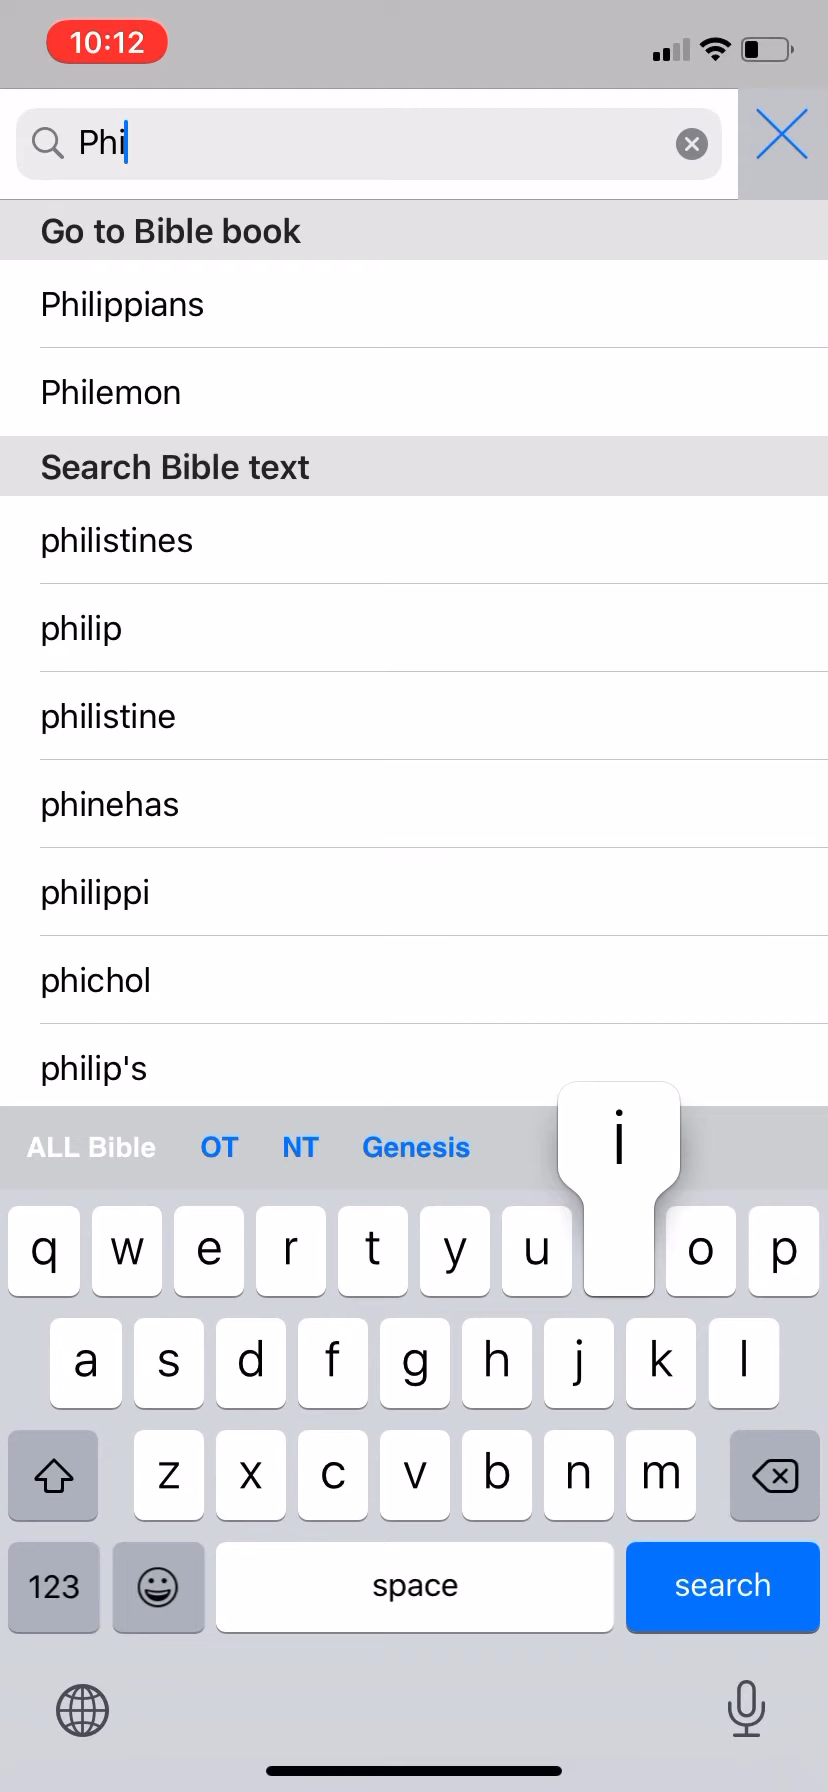 10:12
Phi
Go to Bible book
Philippians
Philemon
Search Bible text
philistines
philip
philistine
phinehas
philippi
phichol
philip's
ALL Bible OT NT Genesis
i
q w e r t y u o p
a s d f g h j k l
z x c v b n m
123 space search